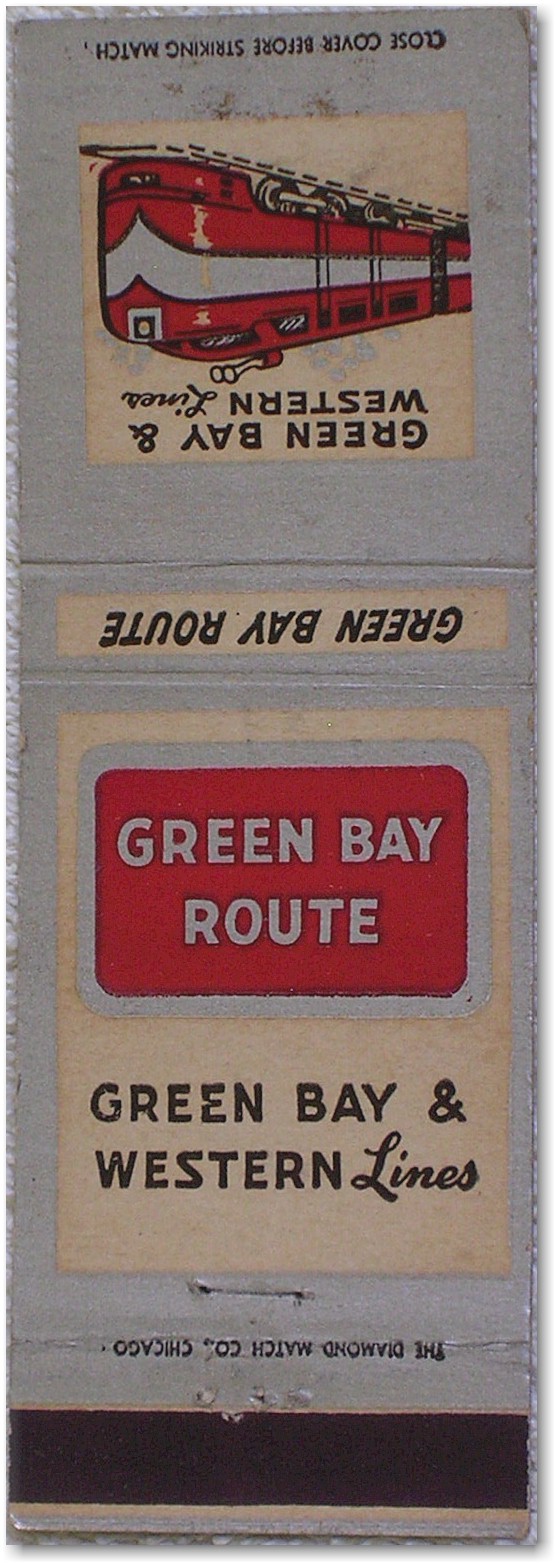 CLOSE COVER BEFORE STRIKING MATCH.
GREEN BAY &
WESTERN Lines
GREEN BAY ROUTE
GREEN BAY
ROUTE
GREEN BAY &
WESTERN Lines
THE DIAMOND MATCH CO., CHICAGO.